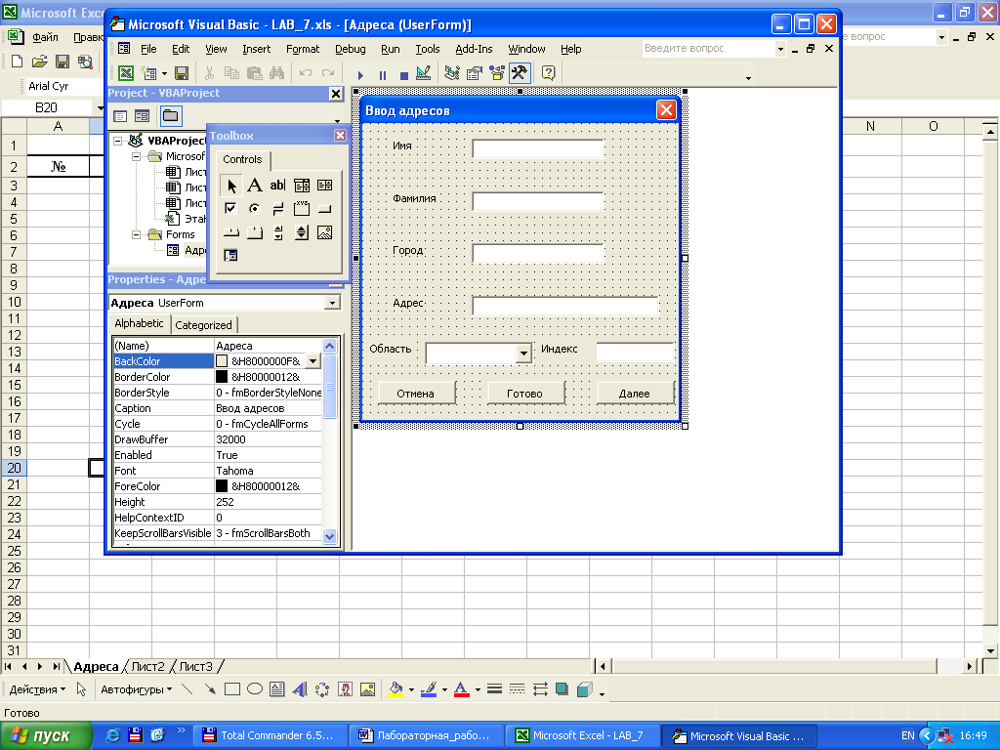 Microsoft Exce
Файл
Правк
вопрос
Arial Cyr
B20
A
N
O
№
1
2
3
4
5
6
7
8
9
10
11
12
13
14
15
16
17
18
19
20
21
22
23
24
25
26
27
28
29
30
31
Microsoft Visual Basic - LAB_7.xls - [Адреса (UserForm)]
File Edit View Insert Format Debug Run Tools Add-Ins Window Help
Введите вопрос
Project - VBAProject
VBAProjec
Microsof
Лист
Лист
Лист
Эта
Forms
Адр
Toolbox
Controls
A ab|
xyz
Properties - Адре
Адреса UserForm
Alphabetic Categorized
(Name) Адреса
BackColor &H8000000F&
BorderColor &H80000012&
BorderStyle 0 - fmBorderStyleNone
Caption Ввод адресов
Cycle 0 - fmCycleAllForms
DrawBuffer 32000
Enabled True
Font Tahoma
ForeColor &H80000012&
Height 252
HelpContextID 0
KeepScrollBarsVisible 3 - fmScrollBarsBoth
Ввод адресов
Имя
Фамилия
Город
Адрес
Область Индекс
Отмена Готово Далее
Адреса Лист2 Лист3
Действия Автофигуры
Готово
пуск
Total Commander 6.5...
Лабораторная_рабо...
Microsoft Excel - LAB_7
Microsoft Visual Basic ...
EN
16:49